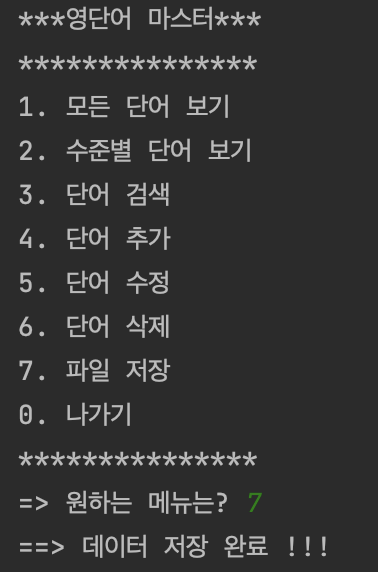 ***영단어 마스터***
***************
1. 모든 단어 보기
2. 수준별 단어 보기
3. 단어 검색
4. 단어 추가
5. 단어 수정
6. 단어 삭제
7. 파일 저장
0. 나가기
***************
=> 원하는 메뉴는? 7
==> 데이터 저장 완료 !!!